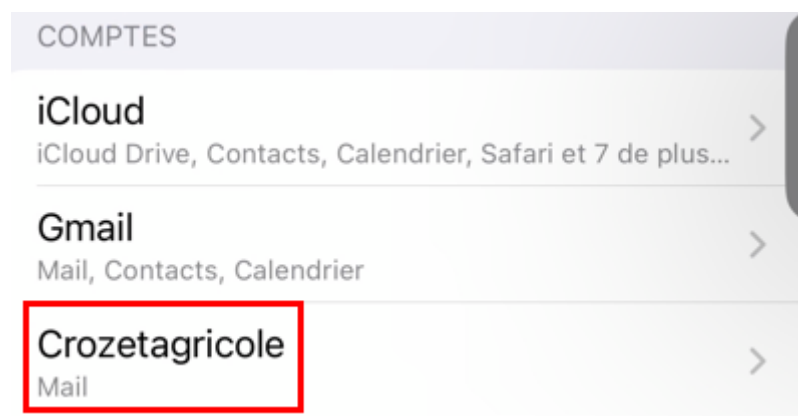 COMPTES
iCloud
iCloud Drive, Contacts, Calendrier, Safari et 7 de plus...
Gmail
Mail, Contacts, Calendrier
Crozetagricole
Mail